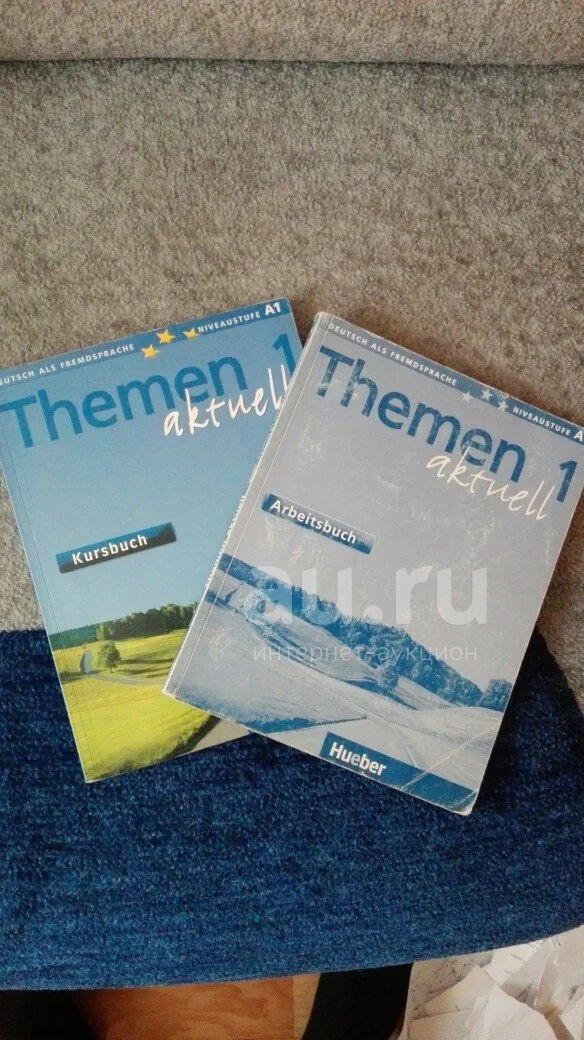 DEUTSCH ALS FREMDSPRACHE
NIVEAUSTUFE A1
Themen 1
aktuell
Kursbuch
DEUTSCH ALS FREMDSPRACHE
NIVEAUSTUFE A
Themen 1
aktuell
Arbeitsbuch
Hueber
au.ru
интернет-аукцион